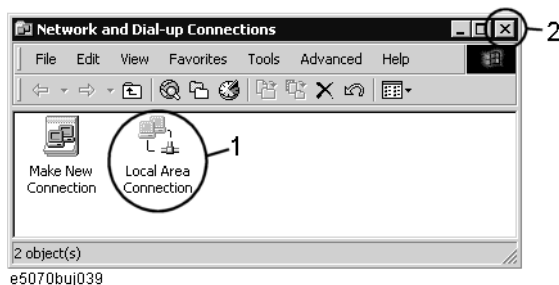 Network and Dial-up Connections
2
File Edit View Favorites Tools Advanced Help
1
Make New Connection
Local Area Connection
2 object(s)
e5070buj039